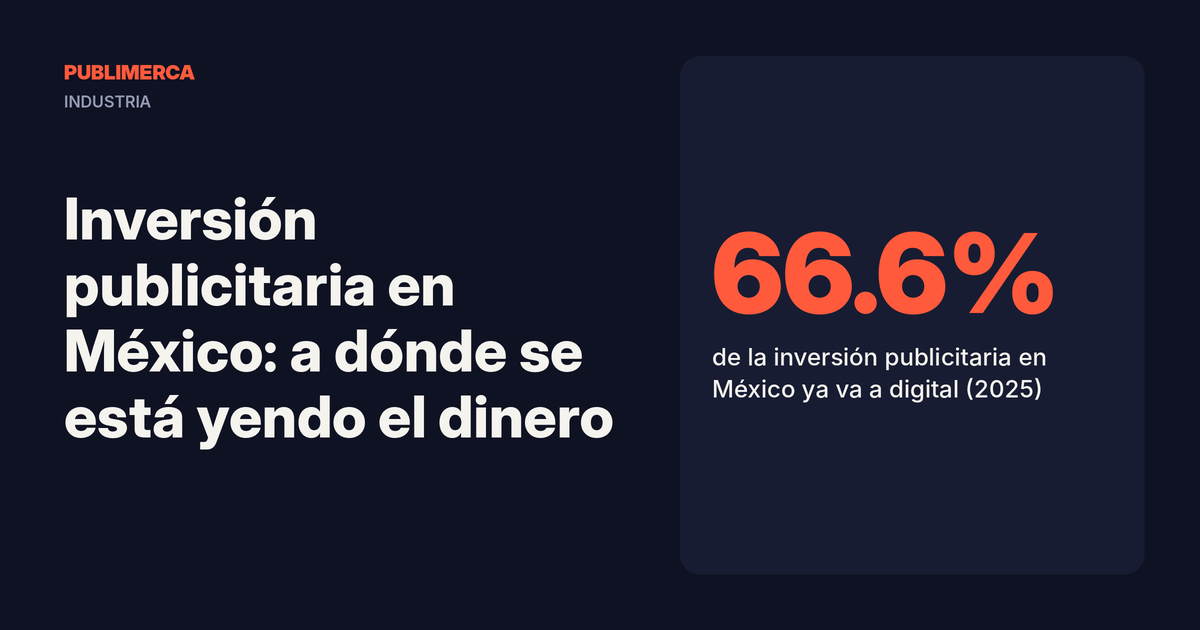 PUBLIMERCA
INDUSTRIA
Inversión
publicitaria en
México: a dónde se
está yendo el dinero
66.6%
de la inversión publicitaria en
México ya va a digital (2025)